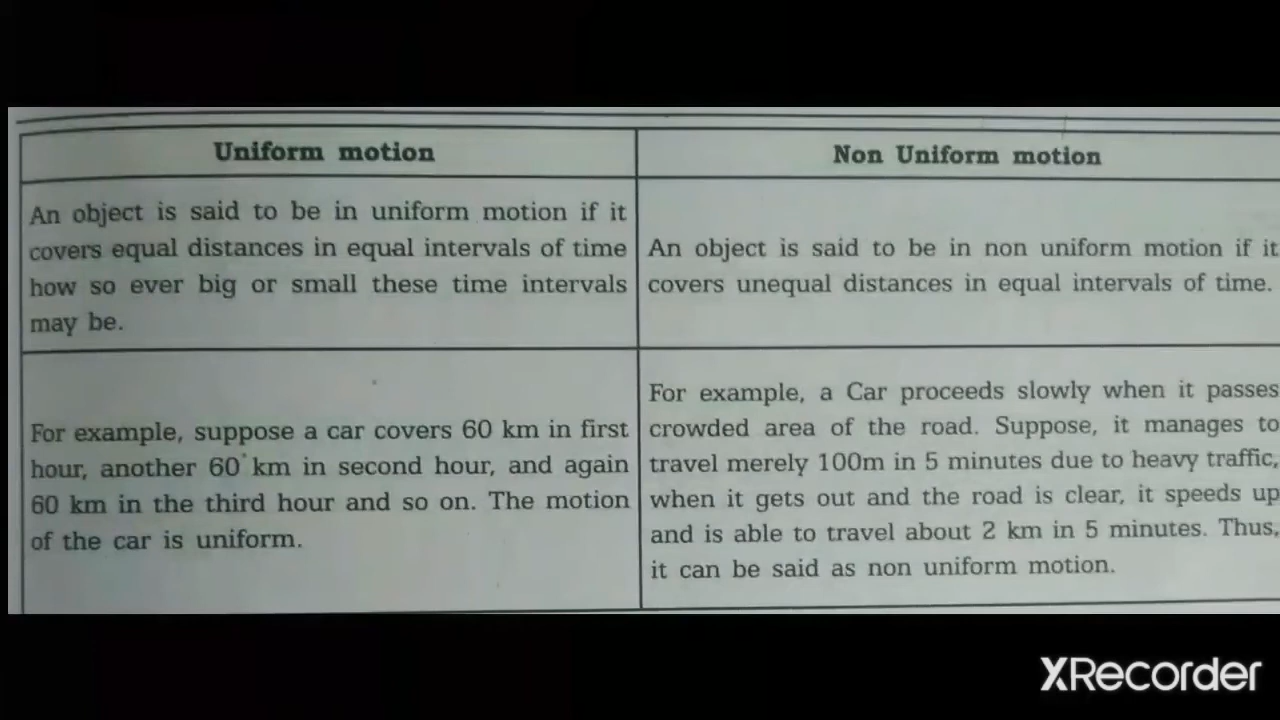 Uniform motion
An object is said to be in uniform motion if it
covers equal distances in equal intervals of time
how so ever big or small these time intervals
may be.
For example, suppose a car covers 60 km in first
hour, another 60 km in second hour, and again
60 km in the third hour and so on. The motion
of the car is uniform.
Non Uniform motion
An object is said to be in non uniform motion if it
covers unequal distances in equal intervals of time.
For example, a Car proceeds slowly when it passes
crowded area of the road. Suppose, it manages to
travel merely 100m in 5 minutes due to heavy traffic,
when it gets out and the road is clear, it speeds up
and is able to travel about 2 km in 5 minutes. Thus,
it can be said as non uniform motion.
XRecorder